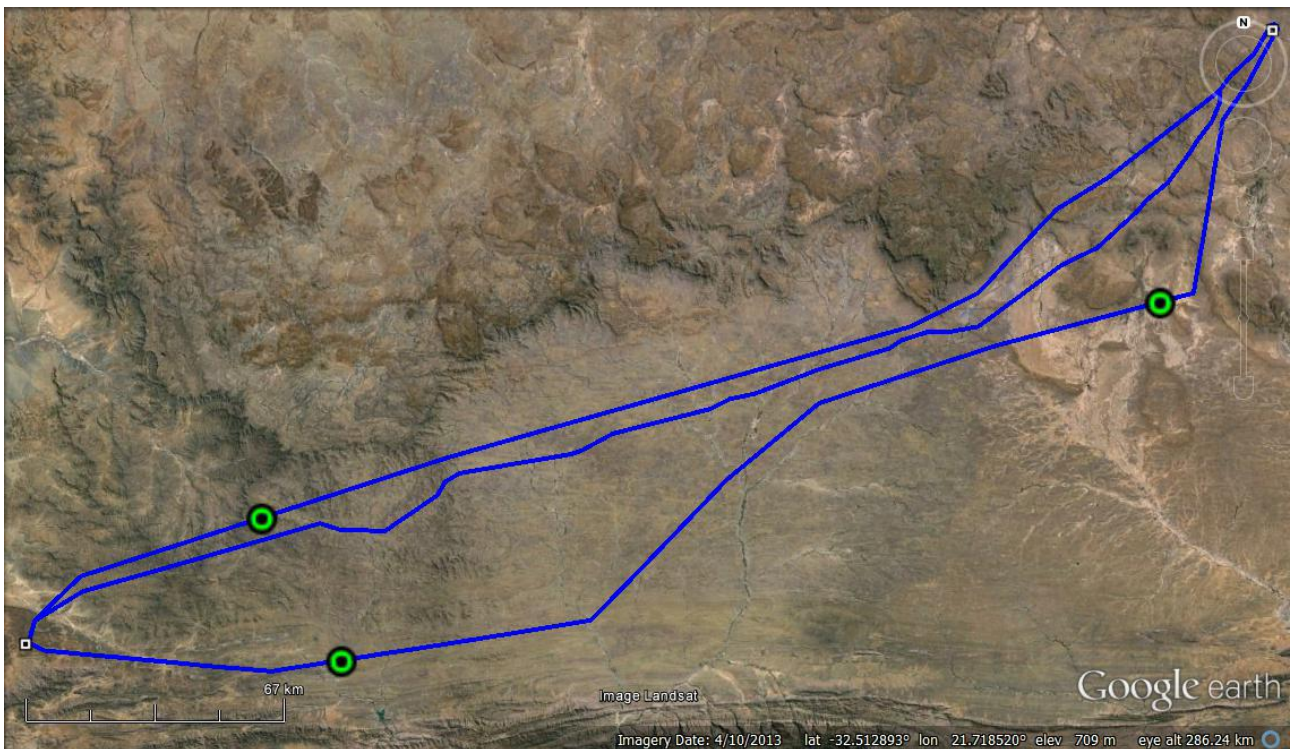 N
67 km
Image Landsat
Google earth
Imagery Date: 4/10/2013 lat -32.512893° lon 21.718520° elev 709 m eye alt 286.24 km